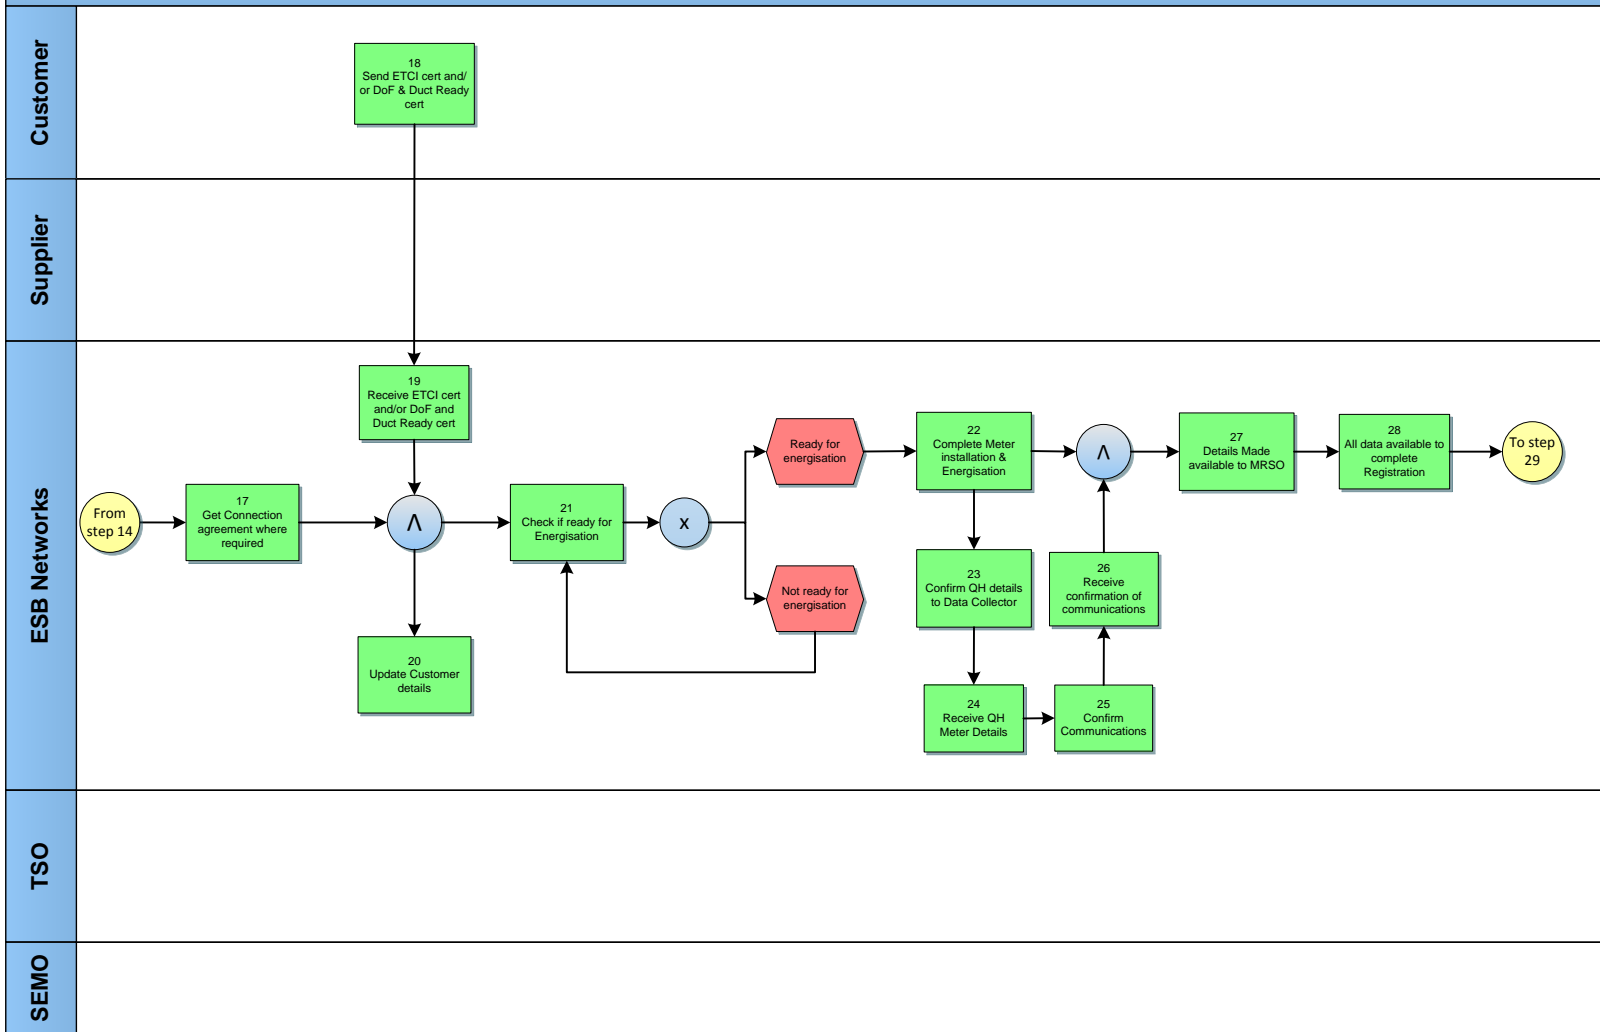 Customer
18
Send ETCI cert and/
or DoF & Duct Ready
cert
Supplier
ESB Networks
19
Receive ETCI cert
and/or DoF and
Duct Ready cert
From
step 14
17
Get Connection
agreement where
required
Λ
20
Update Customer
details
21
Check if ready for
Energisation
x
Ready for
energisation
Not ready for
energisation
22
Complete Meter
installation &
Energisation
23
Confirm QH details
to Data Collector
24
Receive QH
Meter Details
25
Confirm
Communications
26
Receive
confirmation of
communications
Λ
27
Details Made
available to MRSO
28
All data available to
complete
Registration
To step
29
TSO
SEMO